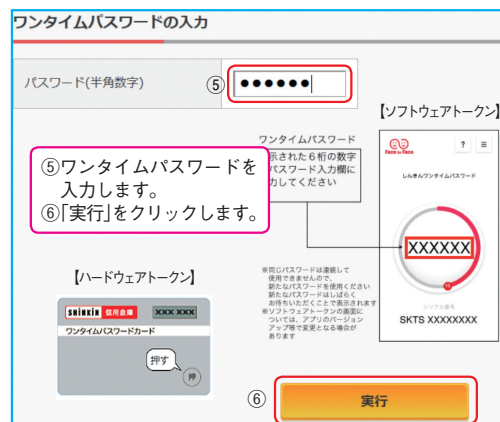 ワンタイムパスワードの入力
パスワード(半角数字)
⑤
●●●●●●
【ソフトウェアトークン】
⑤ワンタイムパスワードを
入力します。
⑥「実行」をクリックします。
ワンタイムパスワード
示された6桁の数字
パスワード入力欄に
力してください
Face to Face
?
≡
しんきんワンタイムパスワード
XXXXXX
シリアル番号
SKTS XXXXXXXX
※同じパスワードは連続して
使用できませんので、
新たなパスワードを使用ください
新たなパスワードはしばらく
お待ちいただくことで表示されます
※ソフトウェアトークンの画面に
ついては、アプリのバージョン
アップ等で変更となる場合が
あります
【ハードウェアトークン】
SHINKIN 信用金庫
XXX XXX
ワンタイムパスワードカード
押す
押
⑥
実行